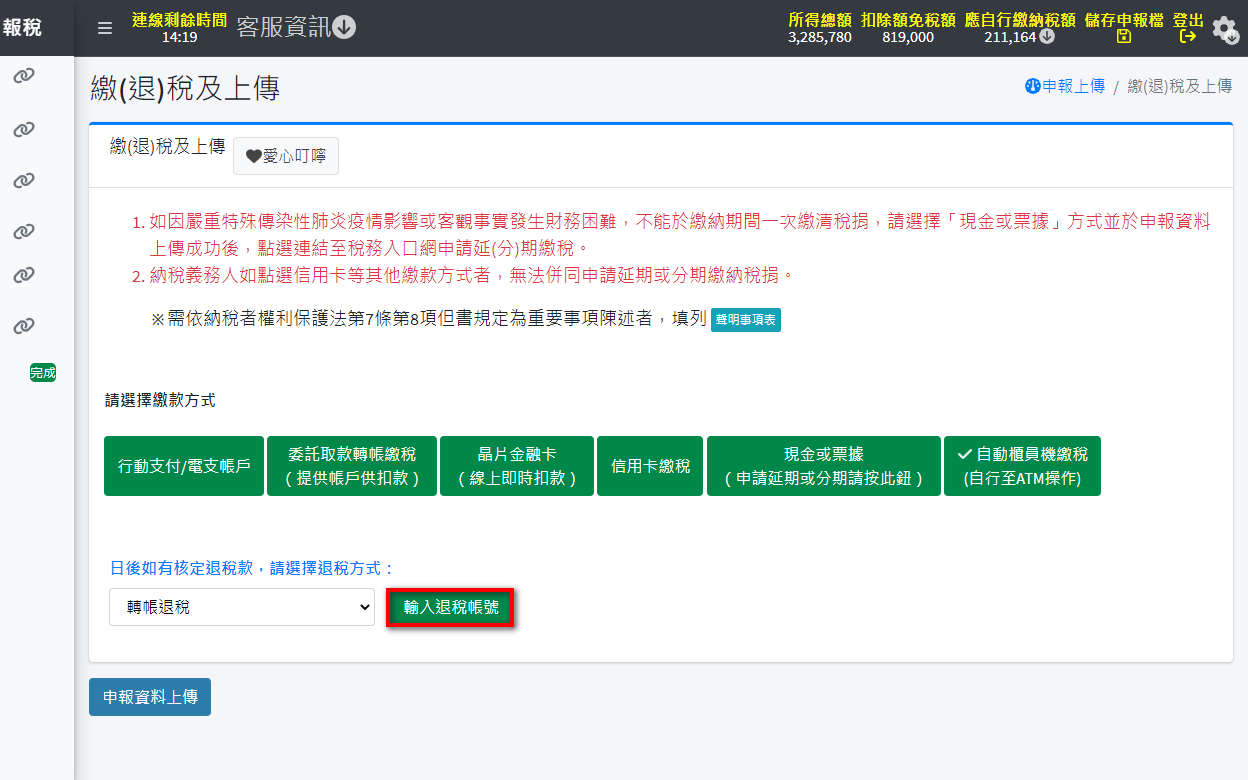 報稅
連線剩餘時間
14:19
客服資訊
所得總額
3,285,780
扣除額免稅額
819,000
應自行繳納稅額
211,164
儲存申報檔
登出
繳(退)稅及上傳
申報上傳 / 繳(退)稅及上傳
繳(退)稅及上傳
愛心叮嚀
1. 如因嚴重特殊傳染性肺炎疫情影響或客觀事實發生財務困難，不能於繳納期間一次繳清稅捐，請選擇「現金或票據」方式並於申報資料
上傳成功後，點選連結至稅務入口網申請延(分)期繳稅。
2. 納稅義務人如點選信用卡等其他繳款方式者，無法併同申請延期或分期繳納稅捐。
※需依納稅者權利保護法第7條第8項但書規定為重要事項陳述者，填列 聲明事項表
完成
請選擇繳款方式
行動支付/電支帳戶
委託取款轉帳繳稅
（提供帳戶供扣款）
晶片金融卡
（線上即時扣款）
信用卡繳稅
現金或票據
（申請延期或分期請按此鈕）
自動櫃員機繳稅
(自行至ATM操作)
日後如有核定退稅款，請選擇退稅方式：
轉帳退稅
輸入退稅帳號
申報資料上傳